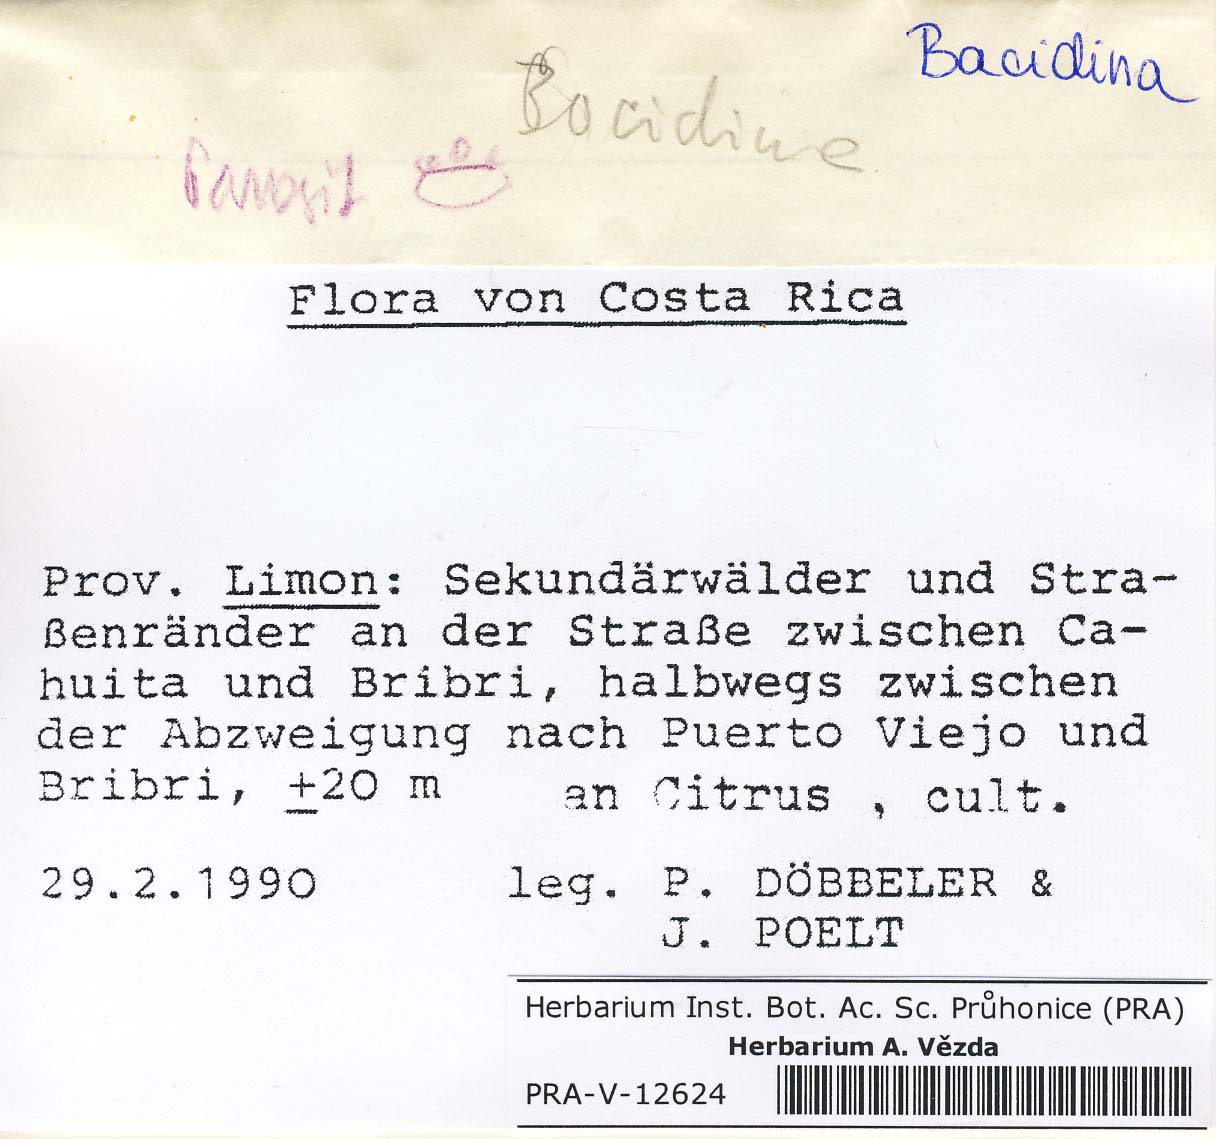 Bacidina
Bacidina
Parasit
Flora von Costa Rica
Prov. Limon: Sekundärwälder und Stra-
ßenränder an der Straße zwischen Ca-
huita und Bribri, halbwegs zwischen
der Abzweigung nach Puerto Viejo und
Bribri, ±20 m an Citrus , cult.
29.2.1990 leg. P. DÖBBELER &
J. POELT
Herbarium Inst. Bot. Ac. Sc. Průhonice (PRA)
Herbarium A. Vězda
PRA-V-12624